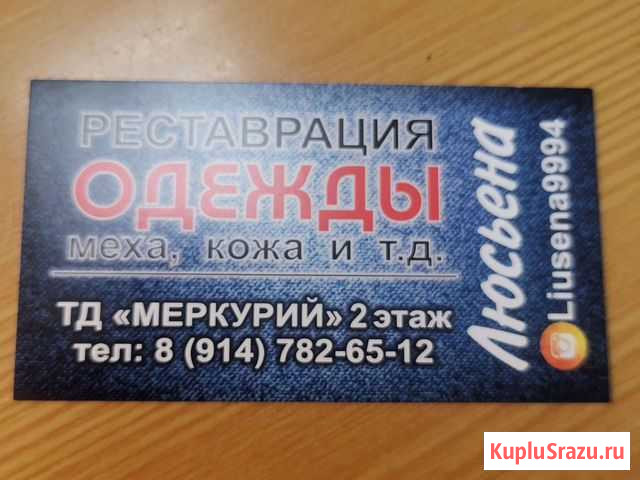 РЕСТАВРАЦИЯ
ОДЕЖДЫ
меха, кожа и т.д.
ТД «МЕРКУРИЙ» 2 этаж
тел: 8 (914) 782-65-12
Люсьена
Liusena9994
KupluSrazu.ru